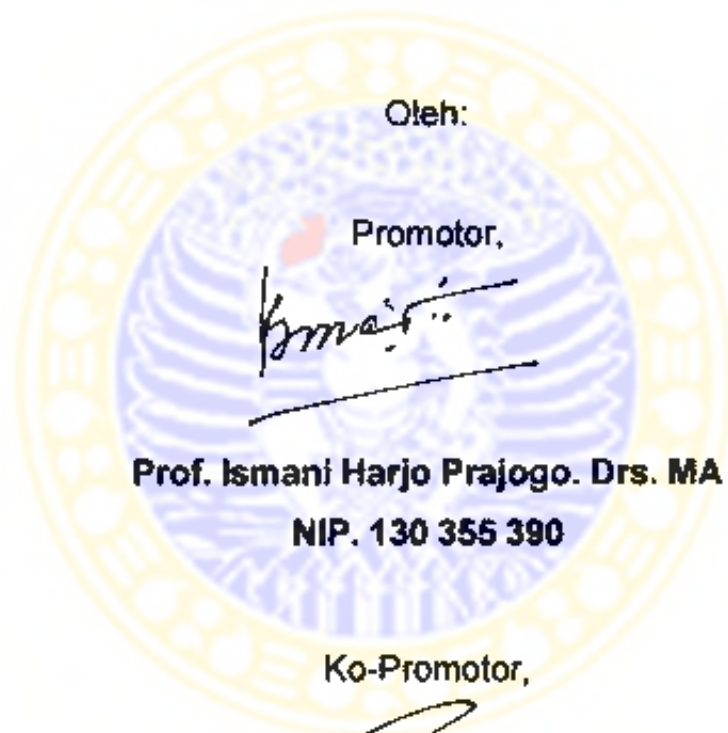 Oleh:
Promotor,
Prof. Ismani Harjo Prajogo. Drs. MA
NIP. 130 355 390
Ko-Promotor,